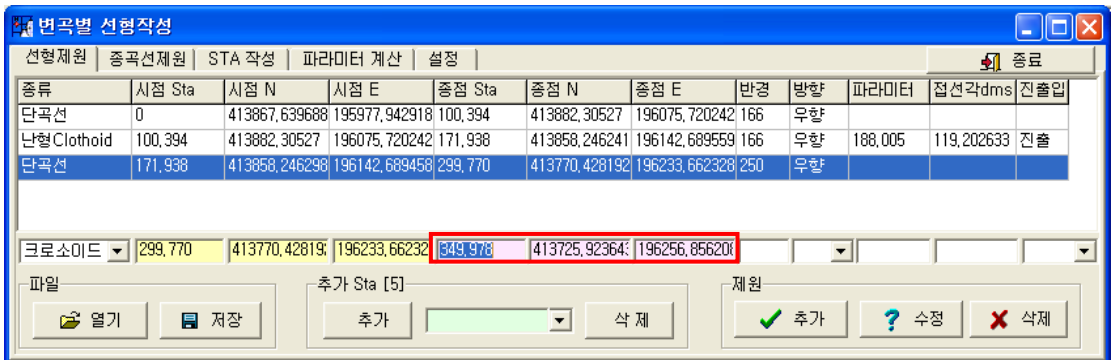 변곡별 선형작성
선형제원 종곡선제원 STA 작성 파라미터 계산 설정 종료
종류 시점 Sta 시점 N 시점 E 종점 Sta 종점 N 종점 E 반경 방향 파라미터 접선각dms 진출입
단곡선 0 413867,639688 195977,942918 100,394 413882,30527 196075,720242 166 우향
난형Clothoid 100,394 413882,30527 196075,720242 171,938 413858,246241 196142,689559 166 우향 188,005 119,202633 진출
단곡선 171,938 413858,246298 196142,689458 299,770 413770,428192 196233,662328 250 우향
크로소이드 299,770 413770,42819 196233,66232 349,978 413725,92364 196256,85620
파일 추가 Sta [5] 제원
열기 저장 추가 삭 제 추가 수정 삭제